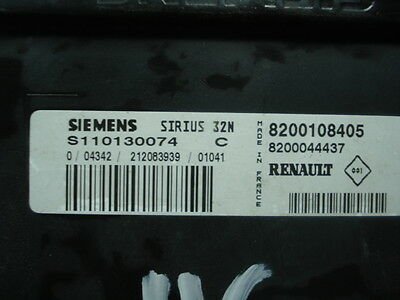 SIEMENS SIRIUS 32N
S110130074 C
0 / 04342 / 212083939 / 01041
MADE IN FRANCE
8200108405
8200044437
RENAULT 001